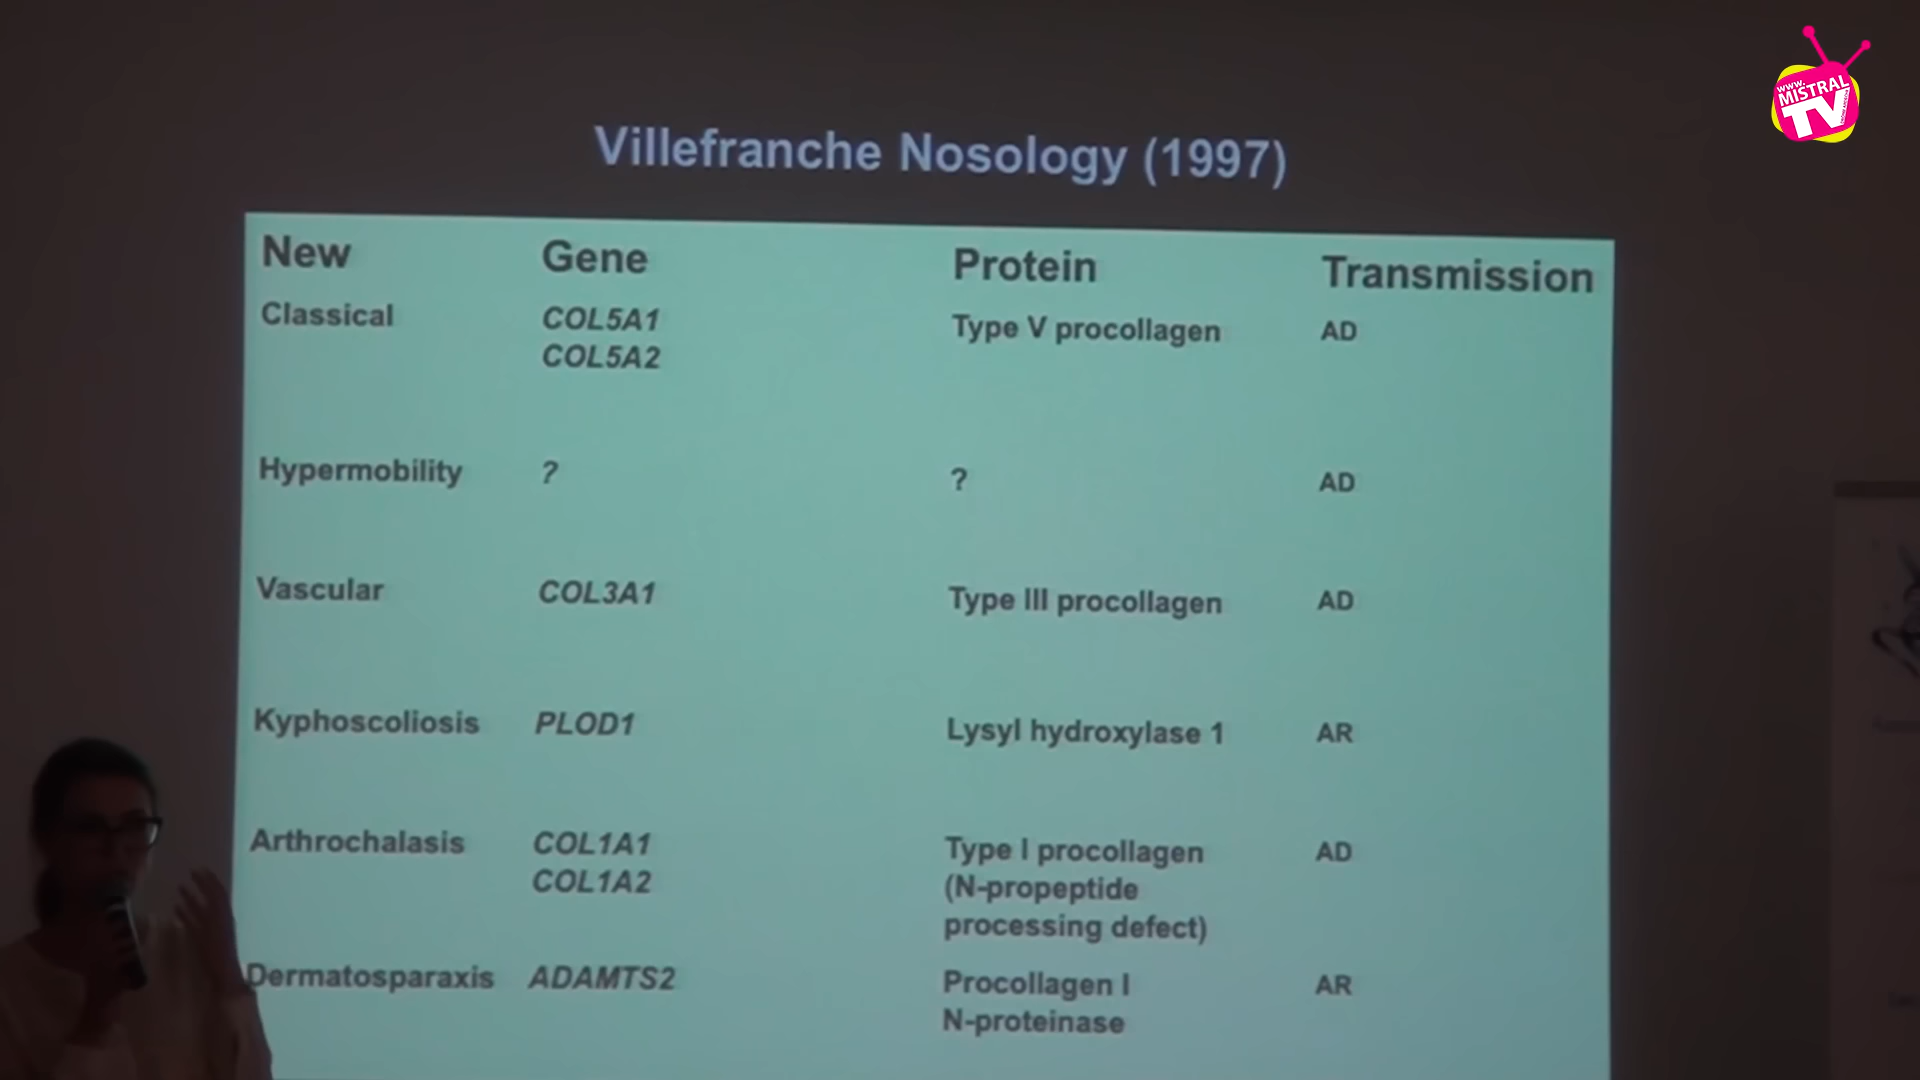 www.
MISTRAL
TV
Villefranche Nosology (1997)
New Gene Protein Transmission
Classical COL5A1 Type V procollagen AD
COL5A2
Hypermobility ? ? AD
Vascular COL3A1 Type III procollagen AD
Kyphoscoliosis PLOD1 Lysyl hydroxylase 1 AR
Arthrochalasis COL1A1 Type I procollagen AD
COL1A2 (N-propeptide
processing defect)
Dermatosparaxis ADAMTS2 Procollagen I AR
N-proteinase